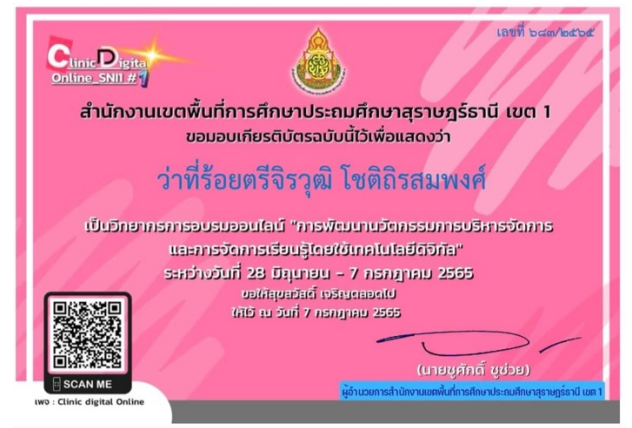 เลขที่ ๖๘๓/๒๕๖๕
Clinic Digital
Online_SNI1 #1
สำนักงานเขตพื้นที่การศึกษาประถมศึกษาสุราษฎร์ธานี เขต 1
ขอมอบเกียรติบัตรฉบับนี้ไว้เพื่อแสดงว่า
ว่าที่ร้อยตรีจิรวุฒิ โชติถิรสมพงศ์
เป็นวิทยากรการอบรมออนไลน์ "การพัฒนานวัตกรรมการบริหารจัดการ
และการจัดการเรียนรู้โดยใช้เทคโนโลยีดิจิทัล"
ระหว่างวันที่ 28 มิถุนายน - 7 กรกฎาคม 2565
ขอให้สุขสวัสดิ์ เจริญตลอดไป
ให้ไว้ ณ วันที่ 7 กรกฎาคม 2565
(นายชูศักดิ์ ชูช่วย)
ผู้อำนวยการสำนักงานเขตพื้นที่การศึกษาประถมศึกษาสุราษฎร์ธานี เขต 1
SCAN ME
เพจ : Clinic digital Online